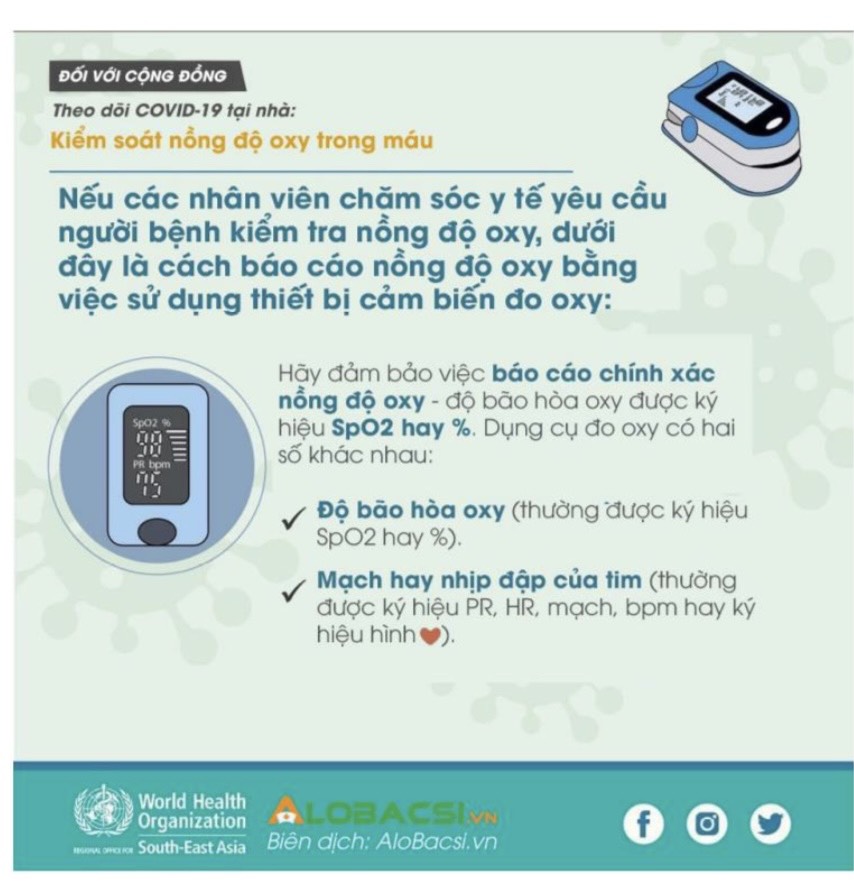 ĐỐI VỚI CỘNG ĐỒNG
Theo dõi COVID-19 tại nhà:
Kiểm soát nồng độ oxy trong máu
Nếu các nhân viên chăm sóc y tế yêu cầu
người bệnh kiểm tra nồng độ oxy, dưới
đây là cách báo cáo nồng độ oxy bằng
việc sử dụng thiết bị cảm biến đo oxy:
Hãy đảm bảo việc báo cáo chính xác
nồng độ oxy - độ bão hòa oxy được ký
hiệu SpO2 hay %. Dụng cụ đo oxy có hai
số khác nhau:
SpO2 %
98
PR bpm
75
Độ bão hòa oxy (thường được ký hiệu
SpO2 hay %).
Mạch hay nhịp đập của tim (thường
được ký hiệu PR, HR, mạch, bpm hay ký
hiệu hình ❤).
World Health
Organization
REGIONAL OFFICE FOR South-East Asia
ALOBACSI.VN
Biên dịch: AloBacsi.vn